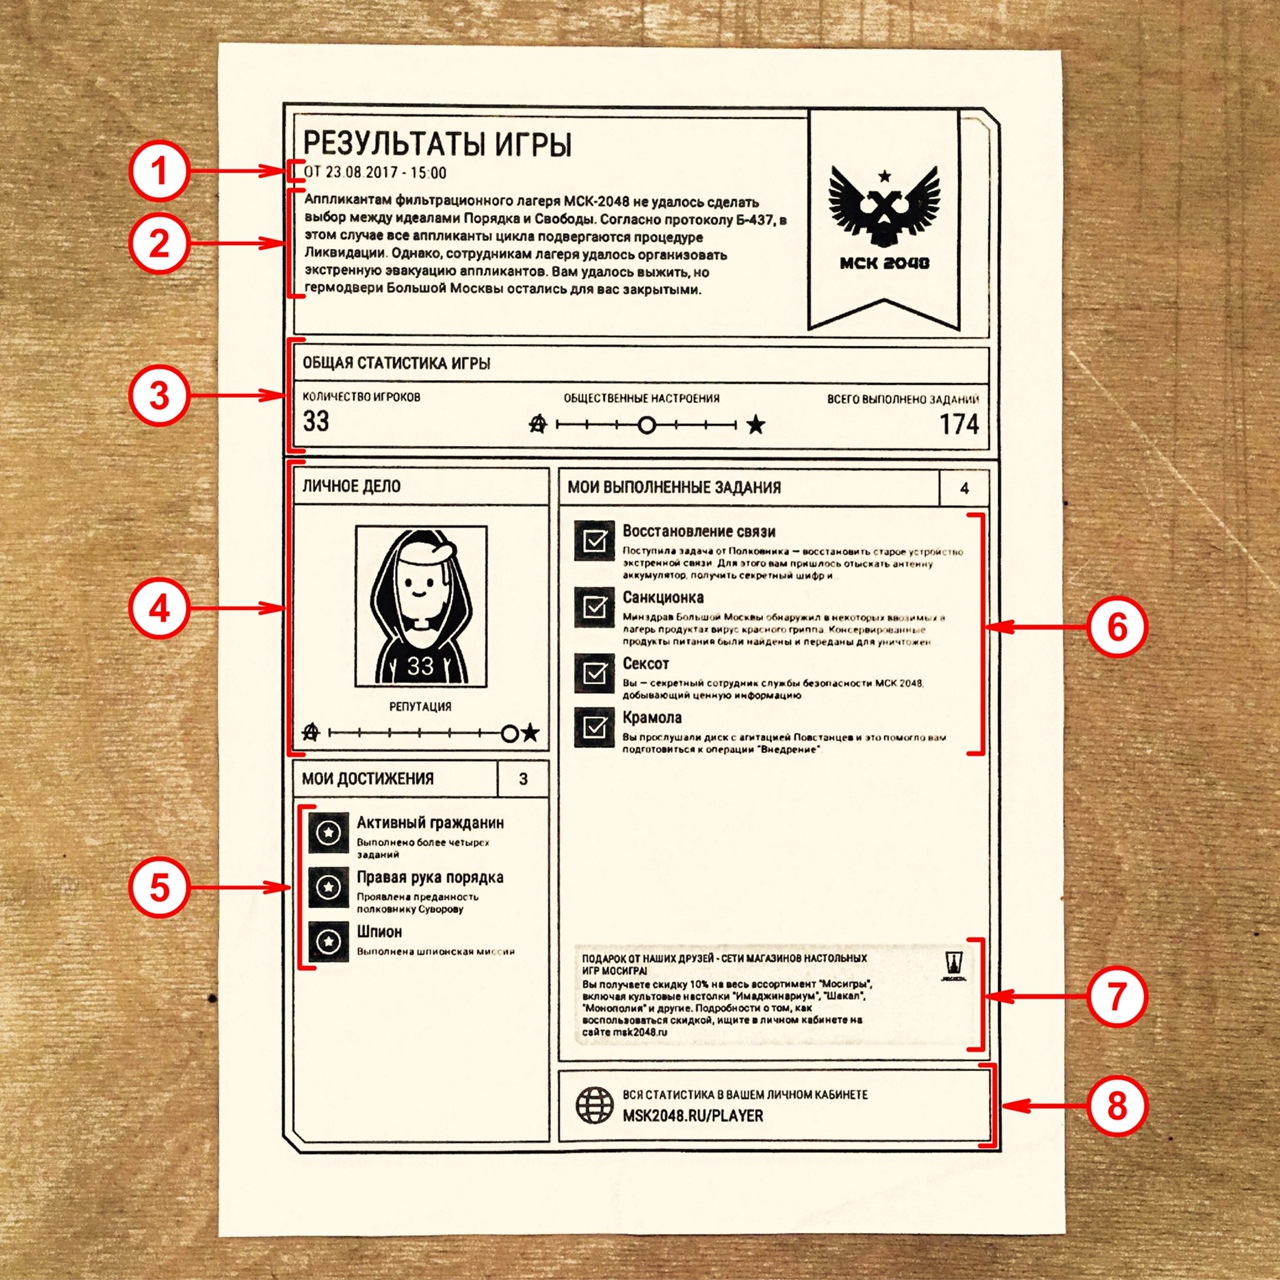 РЕЗУЛЬТАТЫ ИГРЫ
1
ОТ 23.08.2017 - 15:00
2
Аппликантам фильтрационного лагеря МСК-2048 не удалось сделать
выбор между идеалами Порядка и Свободы. Согласно протоколу Б-437, в
этом случае все аппликанты цикла подвергаются процедуре
Ликвидации. Однако, сотрудникам лагеря удалось организовать
экстренную эвакуацию аппликантов. Вам удалось выжить, но
гермодвери Большой Москвы остались для вас закрытыми.
МСК 2048
3
ОБЩАЯ СТАТИСТИКА ИГРЫ
КОЛИЧЕСТВО ИГРОКОВ
33
ОБЩЕСТВЕННЫЕ НАСТРОЕНИЯ
ВСЕГО ВЫПОЛНЕНО ЗАДАНИЙ
174
4
ЛИЧНОЕ ДЕЛО
33
РЕПУТАЦИЯ
МОИ ДОСТИЖЕНИЯ 3
5
Активный гражданин
Выполнено более четырех
заданий
Правая рука порядка
Проявлена преданность
полковнику Суворову
Шпион
Выполнена шпионская миссия
МОИ ВЫПОЛНЕННЫЕ ЗАДАНИЯ 4
6
Восстановление связи
Поступила задача от Полковника — восстановить старое устройство
экстренной связи. Для этого вам пришлось отыскать антенну
аккумулятор, получить секретный шифр и...
Санкционка
Минздрав Большой Москвы обнаружил в некоторых ввозимых в
лагерь продуктах вирус красного гриппа. Консервированные
продукты питания были найдены и переданы для уничтожен...
Сексот
Вы — секретный сотрудник службы безопасности МСК 2048,
добывающий ценную информацию.
Крамола
Вы прослушали диск с агитацией Повстанцев и это помогло вам
подготовиться к операции "Внедрение".
7
ПОДАРОК ОТ НАШИХ ДРУЗЕЙ - СЕТИ МАГАЗИНОВ НАСТОЛЬНЫХ
ИГР МОСИГРА!
Вы получаете скидку 10% на весь ассортимент "Мосигры",
включая культовые настолки "Имаджинариум", "Шакал",
"Монополия" и другие. Подробности о том, как
воспользоваться скидкой, ищите в личном кабинете на
сайте msk2048.ru
8
ВСЯ СТАТИСТИКА В ВАШЕМ ЛИЧНОМ КАБИНЕТЕ
MSK2048.RU/PLAYER